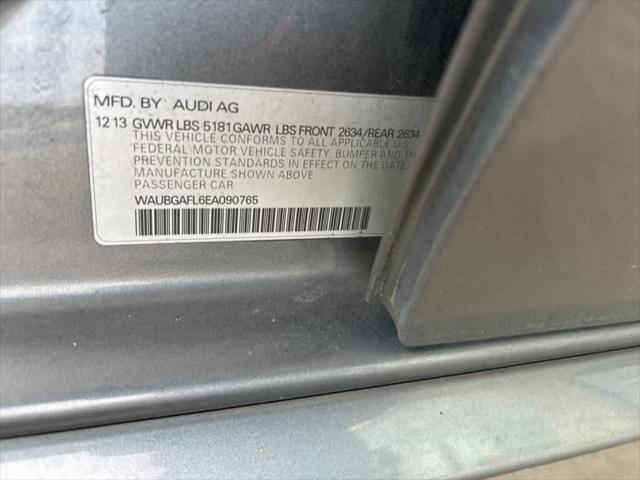 MFD. BY AUDI AG
12 13 GVWR LBS 5181 GAWR LBS FRONT 2634/REAR 2634
THIS VEHICLE CONFORMS TO ALL APPLICABLE U.S.
FEDERAL MOTOR VEHICLE SAFETY, BUMPER AND TH
PREVENTION STANDARDS IN EFFECT ON THE DATE
MANUFACTURE SHOWN ABOVE
PASSENGER CAR
WAUBGAFL6EA090765